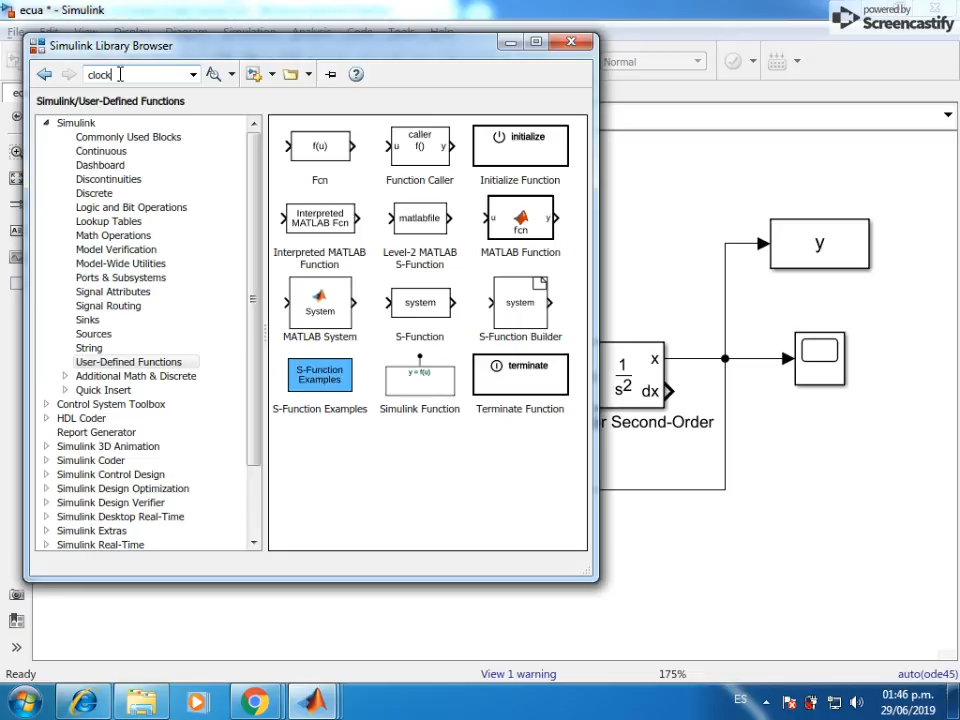 ecua * - Simulink
powered by
Screencastify
Simulink Library Browser
Normal
clock
Simulink/User-Defined Functions
Simulink
Commonly Used Blocks
Continuous
Dashboard
Discontinuities
Discrete
Logic and Bit Operations
Lookup Tables
Math Operations
Model Verification
Model-Wide Utilities
Ports & Subsystems
Signal Attributes
Signal Routing
Sinks
Sources
String
User-Defined Functions
Additional Math & Discrete
Quick Insert
Control System Toolbox
HDL Coder
Report Generator
Simulink 3D Animation
Simulink Coder
Simulink Control Design
Simulink Design Optimization
Simulink Design Verifier
Simulink Desktop Real-Time
Simulink Extras
Simulink Real-Time
f(u)
Fcn
caller
u f() y
Function Caller
initialize
Initialize Function
Interpreted
MATLAB Fcn
Interpreted MATLAB
Function
matlabfile
Level-2 MATLAB
S-Function
u y
fcn
MATLAB Function
System
MATLAB System
system
S-Function
system
S-Function Builder
S-Function
Examples
S-Function Examples
y = f(u)
Simulink Function
terminate
Terminate Function
y
1
s2
x
dx
r Second-Order
Ready
View 1 warning
175%
auto(ode45)
ES
01:46 p.m.
29/06/2019